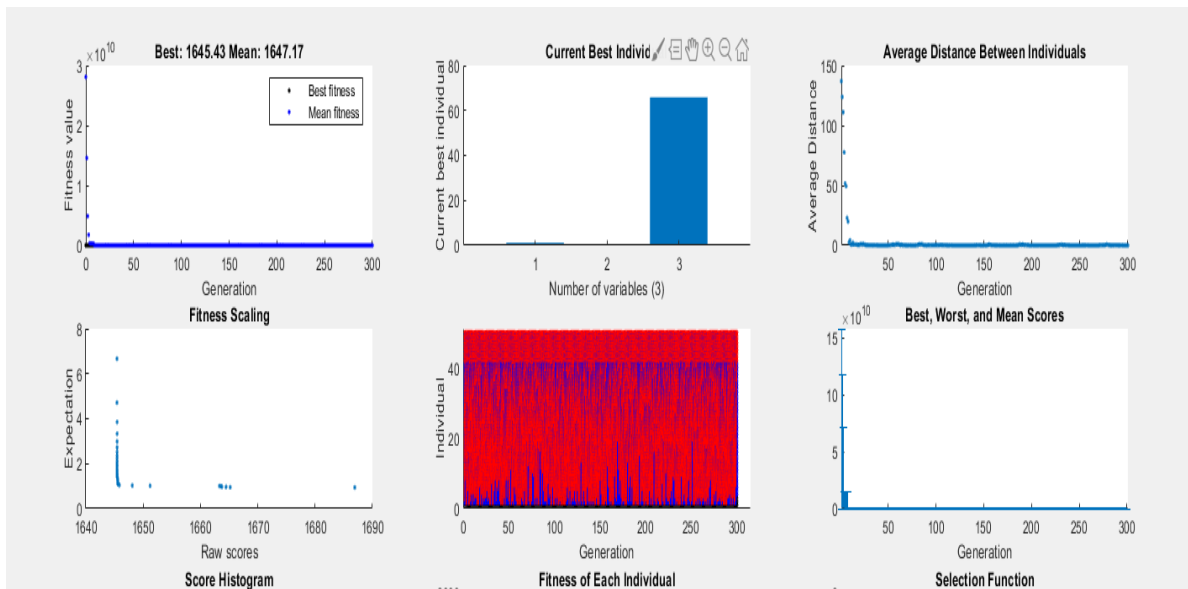 Best: 1645.43 Mean: 1647.17
×10^10
3
2
1
0
Fitness value
Best fitness
Mean fitness
0 50 100 150 200 250 300
Generation
Current Best Individ
80
60
40
20
0
Current best individual
1 2 3
Number of variables (3)
Average Distance Between Individuals
150
100
50
0
Average Distance
50 100 150 200 250 300
Generation
Fitness Scaling
8
6
4
2
0
Expectation
1640 1650 1660 1670 1680 1690
Raw scores
40
20
0
Individual
0 50 100 150 200 250 300
Generation
Best, Worst, and Mean Scores
×10^10
15
10
5
0
50 100 150 200 250 300
Generation
Score Histogram
Fitness of Each Individual
Selection Function